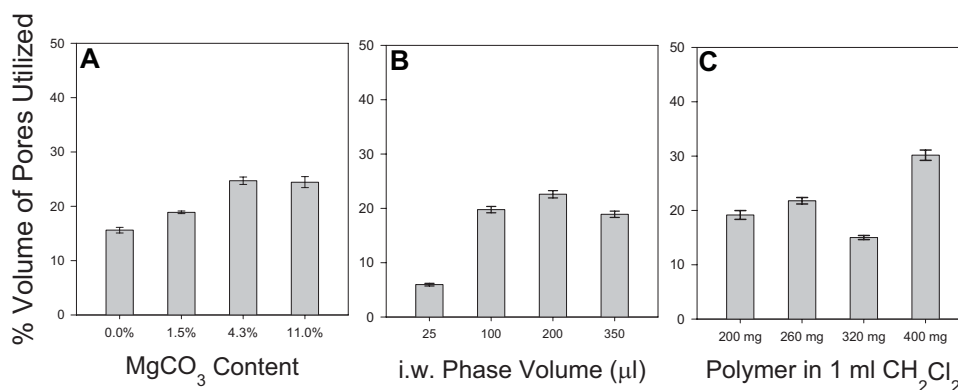 % Volume of Pores Utilized
A
50
40
30
20
10
0
0.0% 1.5% 4.3% 11.0%
MgCO3 Content
B
50
40
30
20
10
0
25 100 200 350
i.w. Phase Volume (µl)
C
50
40
30
20
10
0
200 mg 260 mg 320 mg 400 mg
Polymer in 1 ml CH2Cl2